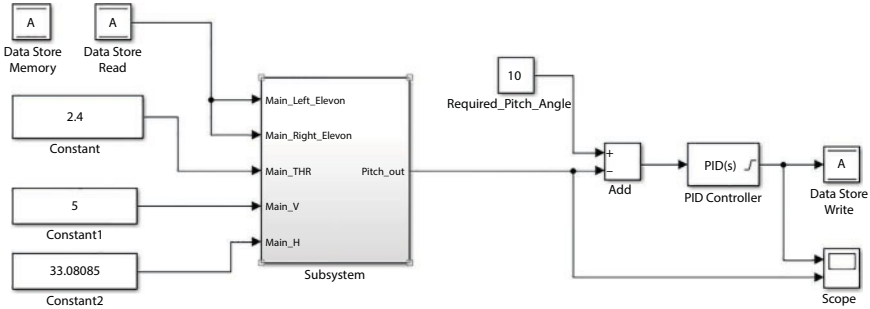 A
Data Store
Memory
A
Data Store
Read
2.4
Constant
5
Constant1
33.08085
Constant2
Main_Left_Elevon
Main_Right_Elevon
Main_THR
Main_V
Main_H
Pitch_out
Subsystem
10
Required_Pitch_Angle
+
−
Add
PID(s)
PID Controller
A
Data Store
Write
Scope